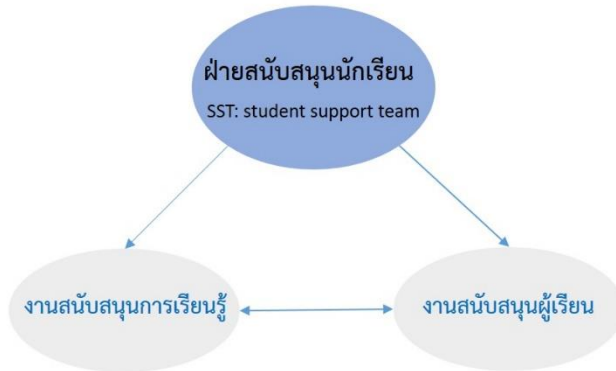 ฝ่ายสนับสนุนนักเรียน
SST: student support team
งานสนับสนุนการเรียนรู้
งานสนับสนุนผู้เรียน